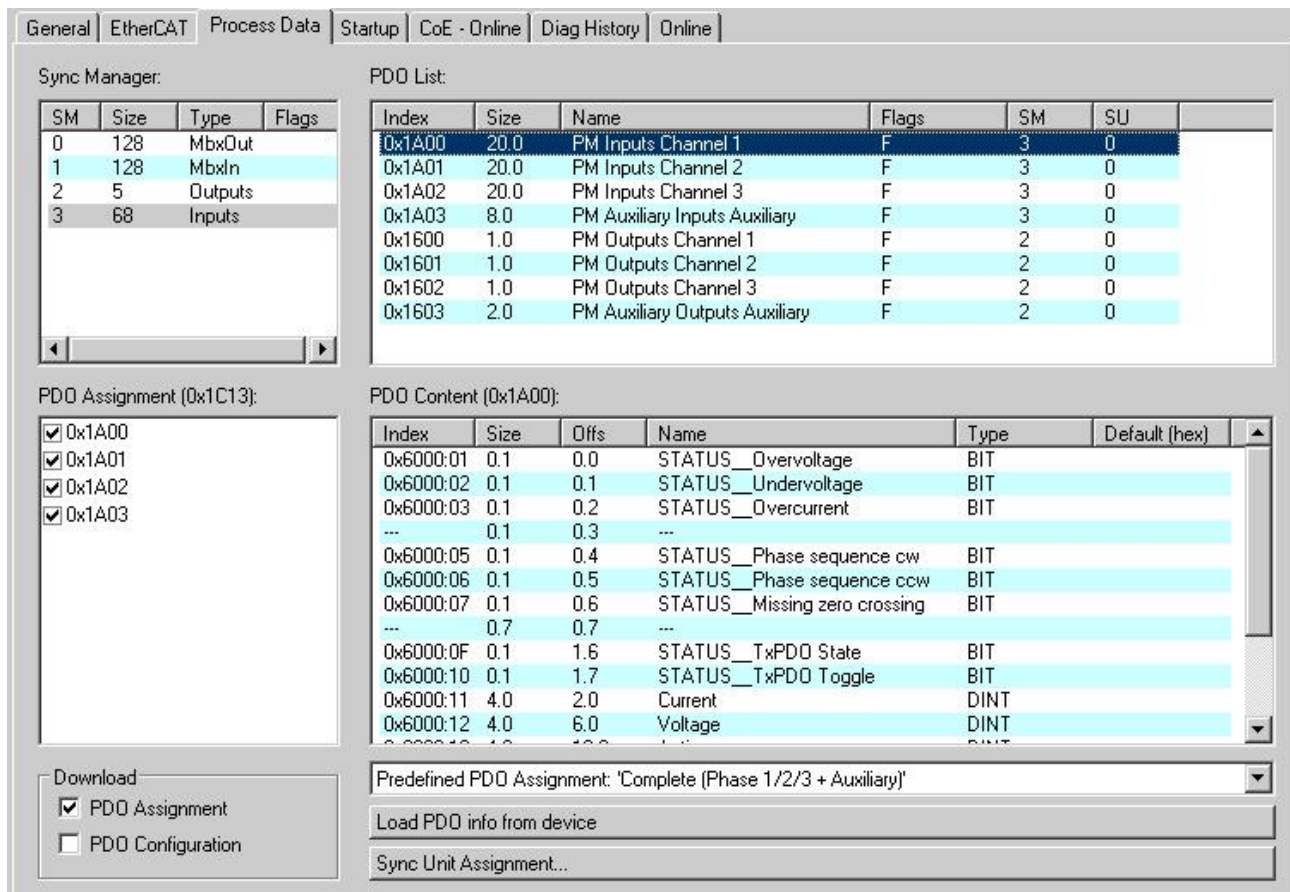 General EtherCAT Process Data Startup CoE - Online Diag History Online
Sync Manager:
SM Size Type Flags
0 128 MbxOut
1 128 MbxIn
2 5 Outputs
3 68 Inputs
PDO List:
Index Size Name Flags SM SU
0x1A00 20.0 PM Inputs Channel 1 F 3 0
0x1A01 20.0 PM Inputs Channel 2 F 3 0
0x1A02 20.0 PM Inputs Channel 3 F 3 0
0x1A03 8.0 PM Auxiliary Inputs Auxiliary F 3 0
0x1600 1.0 PM Outputs Channel 1 F 2 0
0x1601 1.0 PM Outputs Channel 2 F 2 0
0x1602 1.0 PM Outputs Channel 3 F 2 0
0x1603 2.0 PM Auxiliary Outputs Auxiliary F 2 0
PDO Assignment (0x1C13):
0x1A00
0x1A01
0x1A02
0x1A03
PDO Content (0x1A00):
Index Size Offs Name Type Default (hex)
0x6000:01 0.1 0.0 STATUS__Overvoltage BIT
0x6000:02 0.1 0.1 STATUS__Undervoltage BIT
0x6000:03 0.1 0.2 STATUS__Overcurrent BIT
--- 0.1 0.3 ---
0x6000:05 0.1 0.4 STATUS__Phase sequence cw BIT
0x6000:06 0.1 0.5 STATUS__Phase sequence ccw BIT
0x6000:07 0.1 0.6 STATUS__Missing zero crossing BIT
--- 0.7 0.7 ---
0x6000:0F 0.1 1.6 STATUS__TxPDO State BIT
0x6000:10 0.1 1.7 STATUS__TxPDO Toggle BIT
0x6000:11 4.0 2.0 Current DINT
0x6000:12 4.0 6.0 Voltage DINT
Download
PDO Assignment
PDO Configuration
Predefined PDO Assignment: 'Complete (Phase 1/2/3 + Auxiliary)'
Load PDO info from device
Sync Unit Assignment...